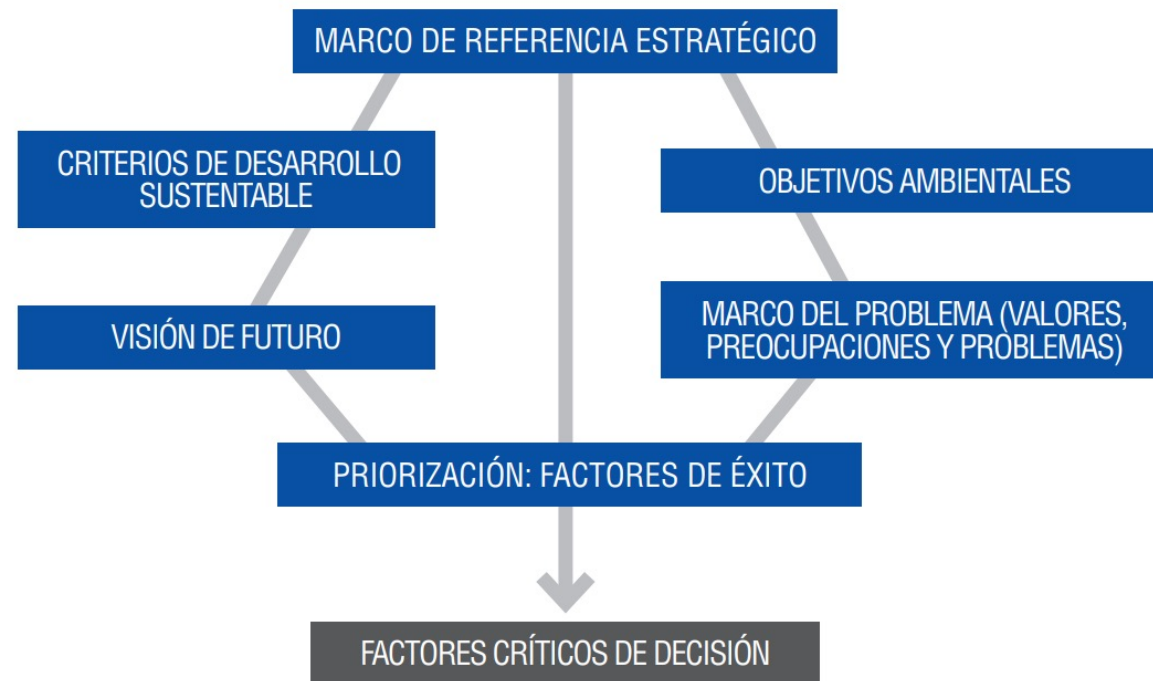 MARCO DE REFERENCIA ESTRATÉGICO
CRITERIOS DE DESARROLLO
SUSTENTABLE
OBJETIVOS AMBIENTALES
VISIÓN DE FUTURO
MARCO DEL PROBLEMA (VALORES,
PREOCUPACIONES Y PROBLEMAS)
PRIORIZACIÓN: FACTORES DE ÉXITO
FACTORES CRÍTICOS DE DECISIÓN